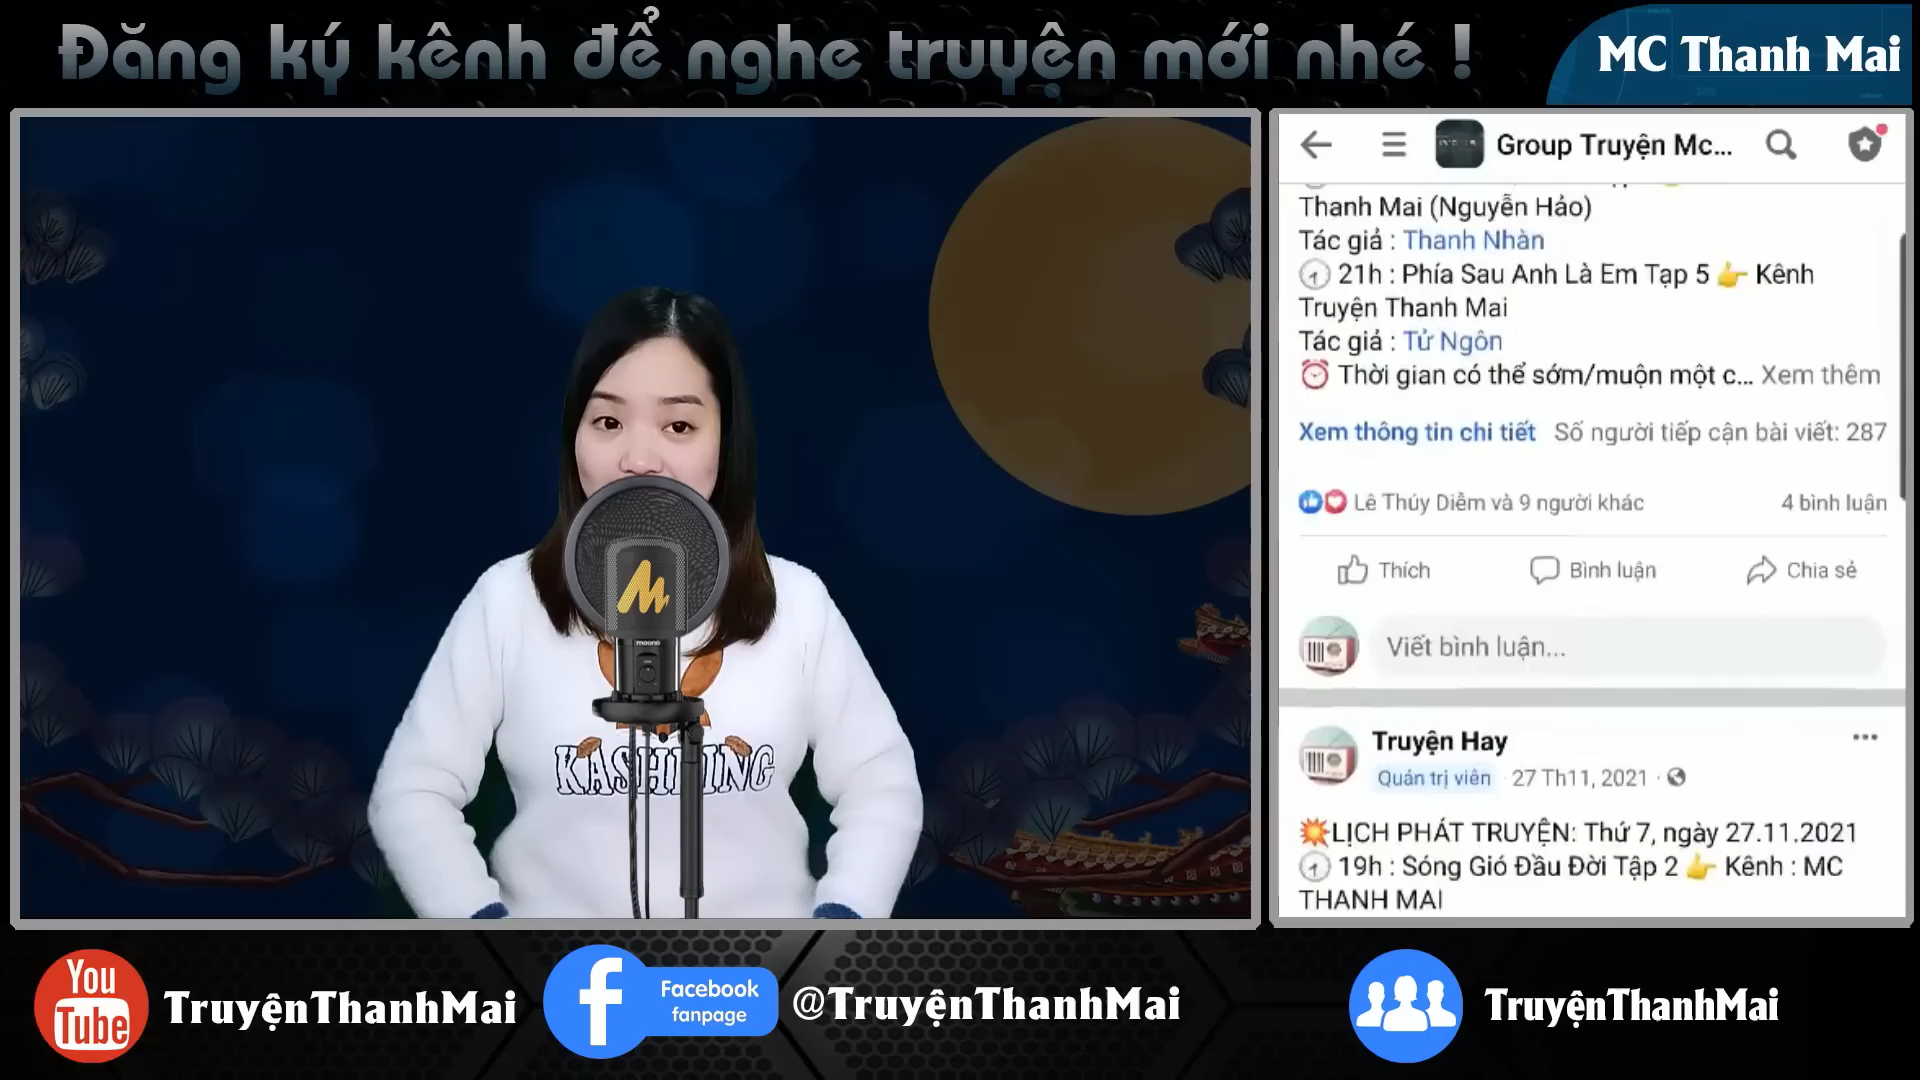 Đăng ký kênh để nghe truyện mới nhé !
MC Thanh Mai
Group Truyện Mc...
Thanh Mai (Nguyễn Hảo)
Tác giả : Thanh Nhàn
21h : Phía Sau Anh Là Em Tạp 5 👉 Kênh
Truyện Thanh Mai
Tác giả : Tử Ngôn
⏰ Thời gian có thể sớm/muộn một c... Xem thêm
Xem thông tin chi tiết Số người tiếp cận bài viết: 287
Lê Thúy Diễm và 9 người khác 4 bình luận
Thích Bình luận Chia sẻ
Viết bình luận...
Truyện Hay
Quản trị viên · 27 Th11, 2021 ·
💥LỊCH PHÁT TRUYỆN: Thứ 7, ngày 27.11.2021
19h : Sóng Gió Đầu Đời Tập 2 👉 Kênh : MC
THANH MAI
maono
KASHIJING
You
Tube
TruyệnThanhMai
f
Facebook
fanpage
@TruyệnThanhMai
TruyệnThanhMai